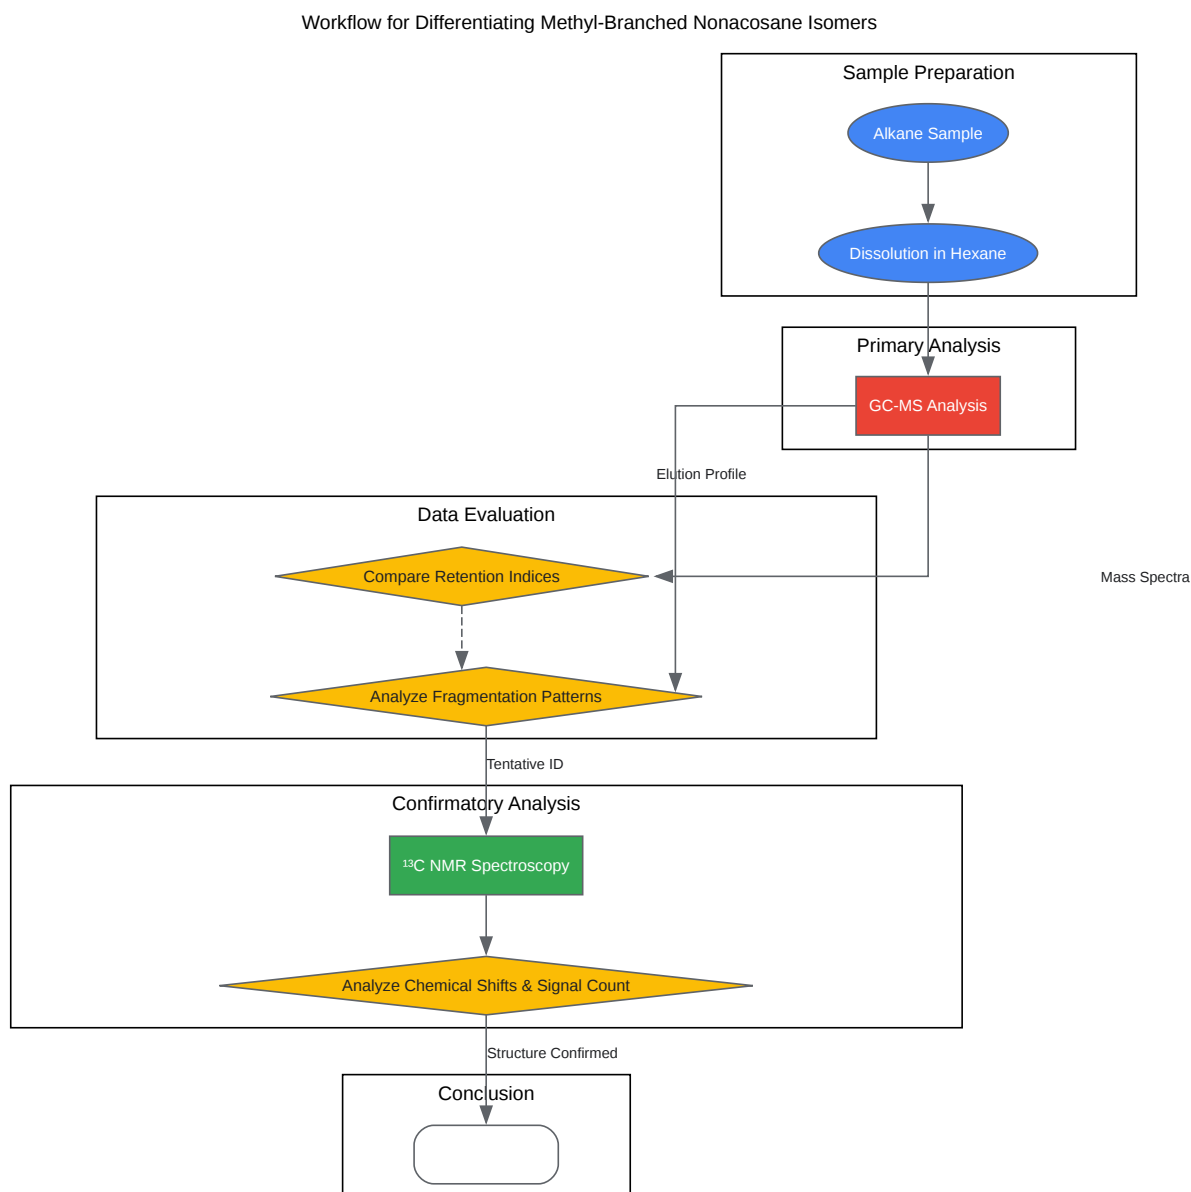 Workflow for Differentiating Methyl-Branched Nonacosane Isomers
Sample Preparation
Alkane Sample
Dissolution in Hexane
Primary Analysis
GC-MS Analysis
Elution Profile
Data Evaluation
Compare Retention Indices
Mass Spectra
Analyze Fragmentation Patterns
Tentative ID
Confirmatory Analysis
¹³C NMR Spectroscopy
Analyze Chemical Shifts & Signal Count
Structure Confirmed
Conclusion